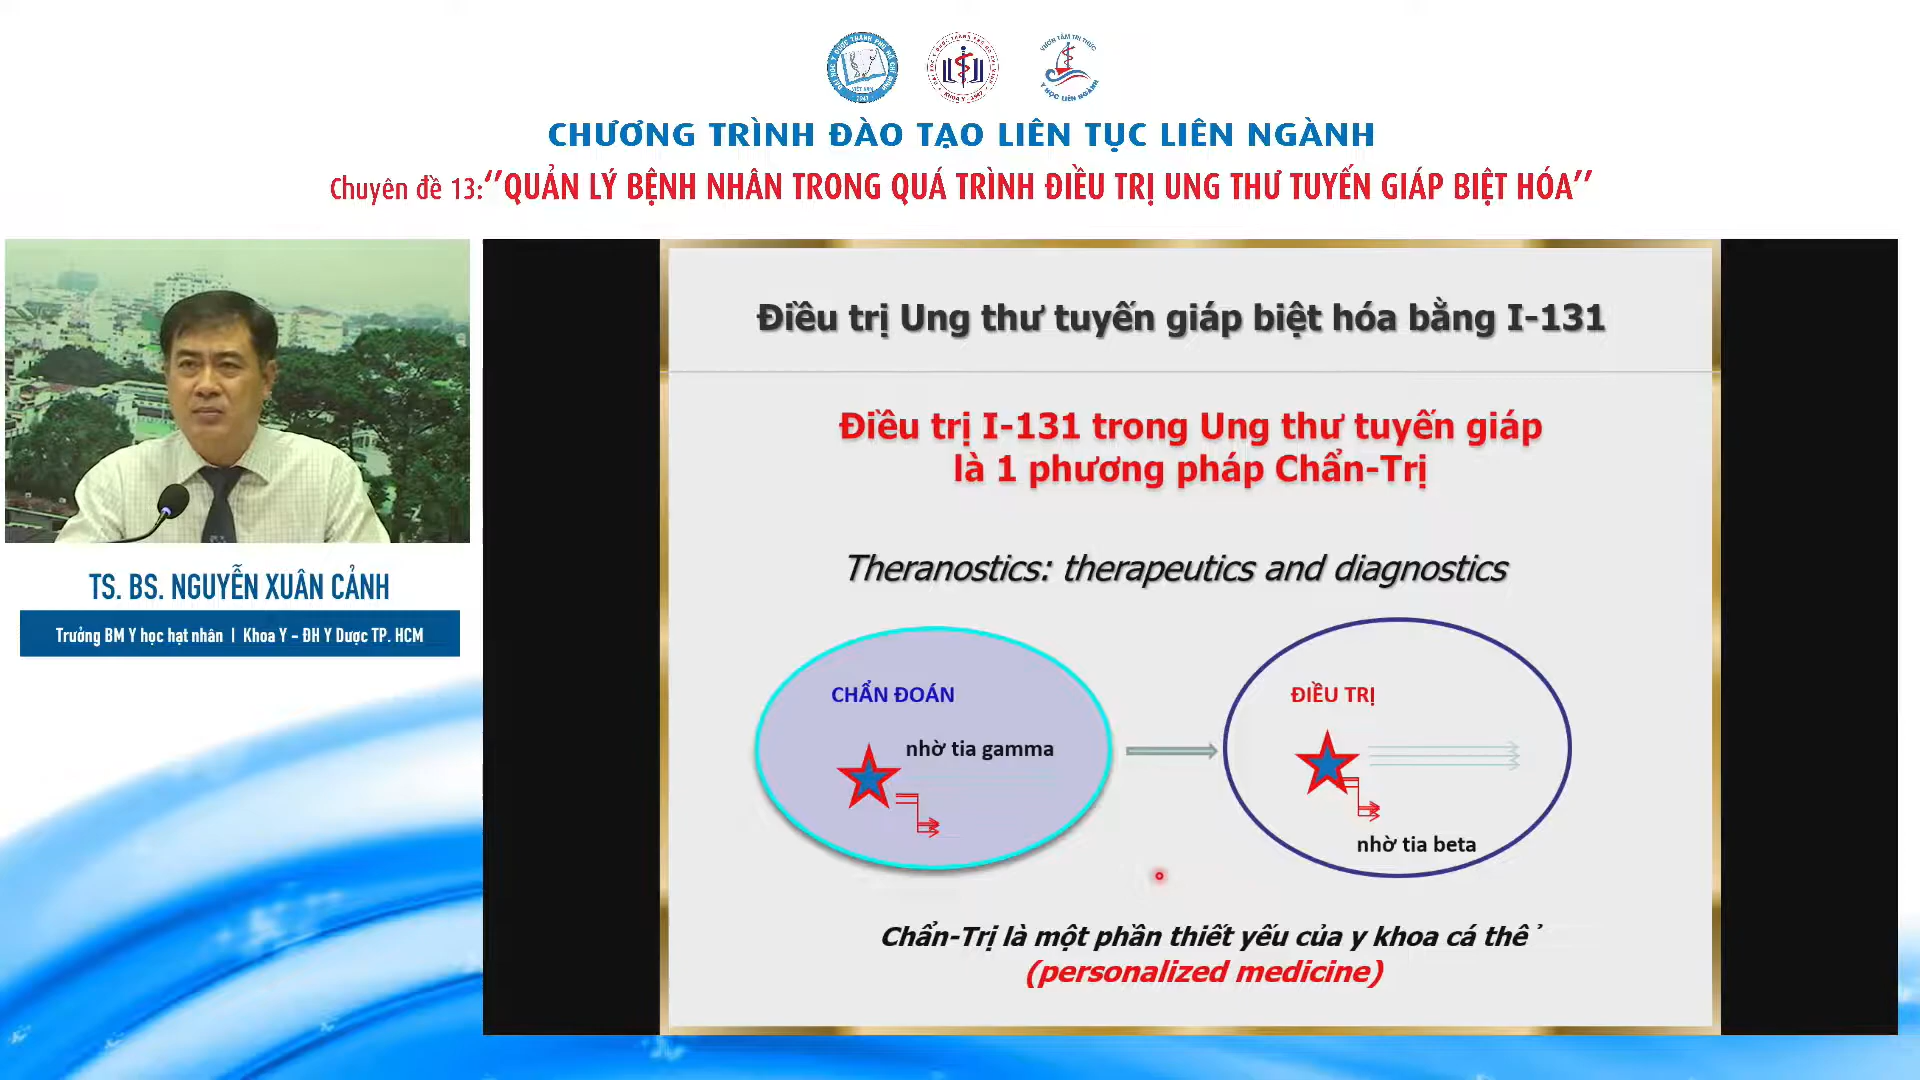 CHƯƠNG TRÌNH ĐÀO TẠO LIÊN TỤC LIÊN NGÀNH
Chuyên đề 13:‘‘QUẢN LÝ BỆNH NHÂN TRONG QUÁ TRÌNH ĐIỀU TRỊ UNG THƯ TUYẾN GIÁP BIỆT HÓA’’
TS. BS. NGUYỄN XUÂN CẢNH
Trưởng BM Y học hạt nhân | Khoa Y – ĐH Y Dược TP. HCM
Điều trị Ung thư tuyến giáp biệt hóa bằng I-131
Điều trị I-131 trong Ung thư tuyến giáp
là 1 phương pháp Chẩn-Trị
Theranostics: therapeutics and diagnostics
CHẨN ĐOÁN
nhờ tia gamma
ĐIỀU TRỊ
nhờ tia beta
Chẩn-Trị là một phần thiết yếu của y khoa cá thể
(personalized medicine)